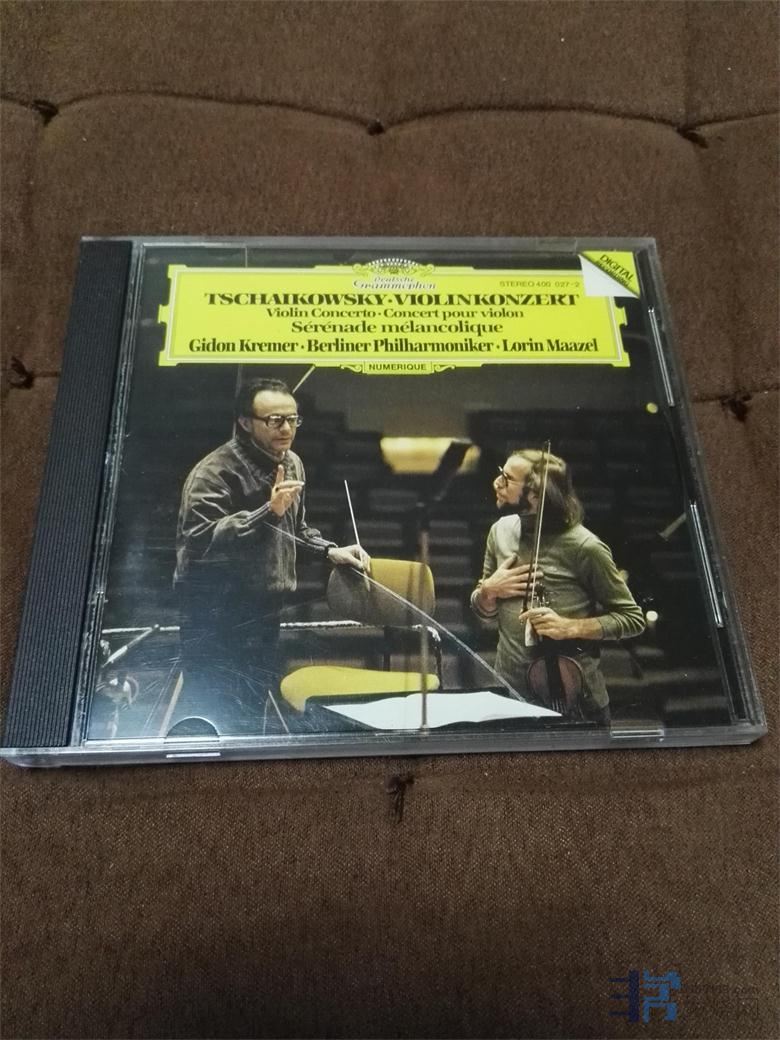 Deutsche
Grammophon
STEREO 400 027-2
DIGITAL
TSCHAIKOWSKY·VIOLINKONZERT
Violin Concerto·Concert pour violon
Sérénade mélancolique
Gidon Kremer·Berliner Philharmoniker·Lorin Maazel
NUMERIQUE